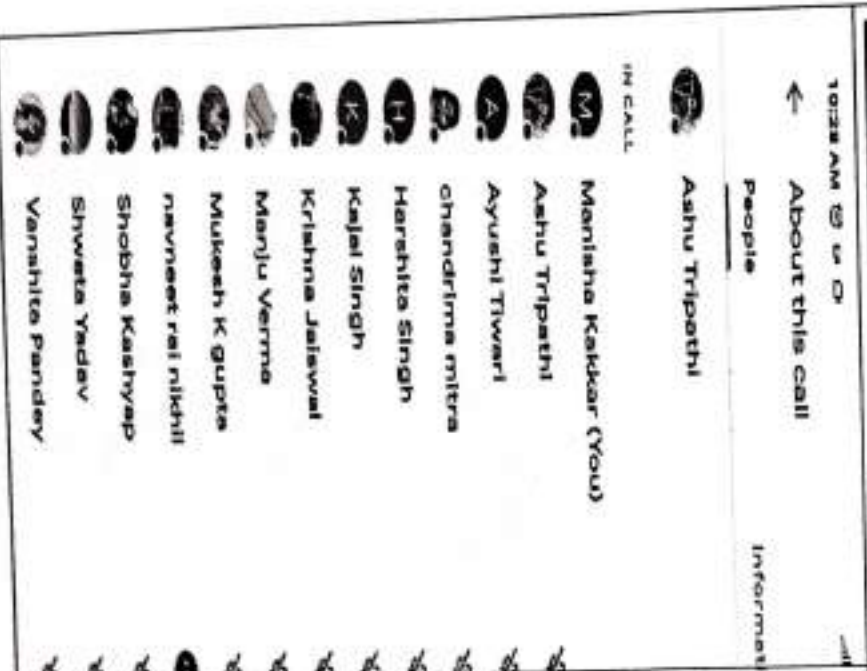 10:28 AM
About this call
People
Informat
Ashu Tripathi
IN CALL
M
Manisha Kakkar (You)
Ashu Tripathi
A
Ayushi Tiwari
chandrima mitra
H
Harshita Singh
K
Kajal Singh
Krishna Jaiswal
Manju Verma
Mukesh K gupta
navneet rai nikhil
Shobha Kashyap
Shweta Yadav
Vanshita Pandey